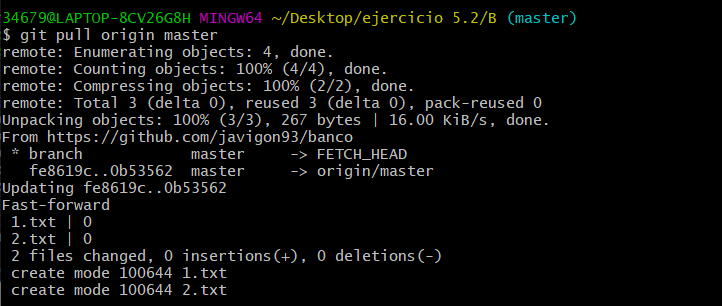 34679@LAPTOP-8CV26G8H MINGW64 ~/Desktop/ejercicio 5.2/B (master)
$ git pull origin master
remote: Enumerating objects: 4, done.
remote: Counting objects: 100% (4/4), done.
remote: Compressing objects: 100% (2/2), done.
remote: Total 3 (delta 0), reused 3 (delta 0), pack-reused 0
Unpacking objects: 100% (3/3), 267 bytes | 16.00 KiB/s, done.
From https://github.com/javigon93/banco
 * branch            master     -> FETCH_HEAD
   fe8619c..0b53562  master     -> origin/master
Updating fe8619c..0b53562
Fast-forward
 1.txt | 0
 2.txt | 0
 2 files changed, 0 insertions(+), 0 deletions(-)
 create mode 100644 1.txt
 create mode 100644 2.txt